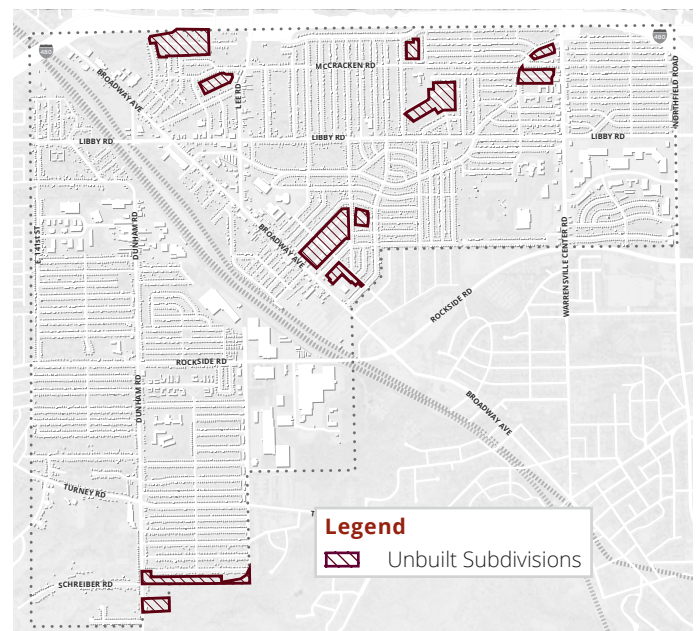 480
480
BROADWAY AVE
LEE RD
MCCRACKEN RD
NORTHFIELD ROAD
LIBBY RD
LIBBY RD
LIBBY RD
141st ST
DUNHAM RD
BROADWAY AVE
WARRENSVILLE CENTER RD
ROCKSIDE RD
ROCKSIDE RD
DUNHAM RD
BROADWAY AVE
TURNEY RD
Legend
Unbuilt Subdivisions
SCHREIBER RD